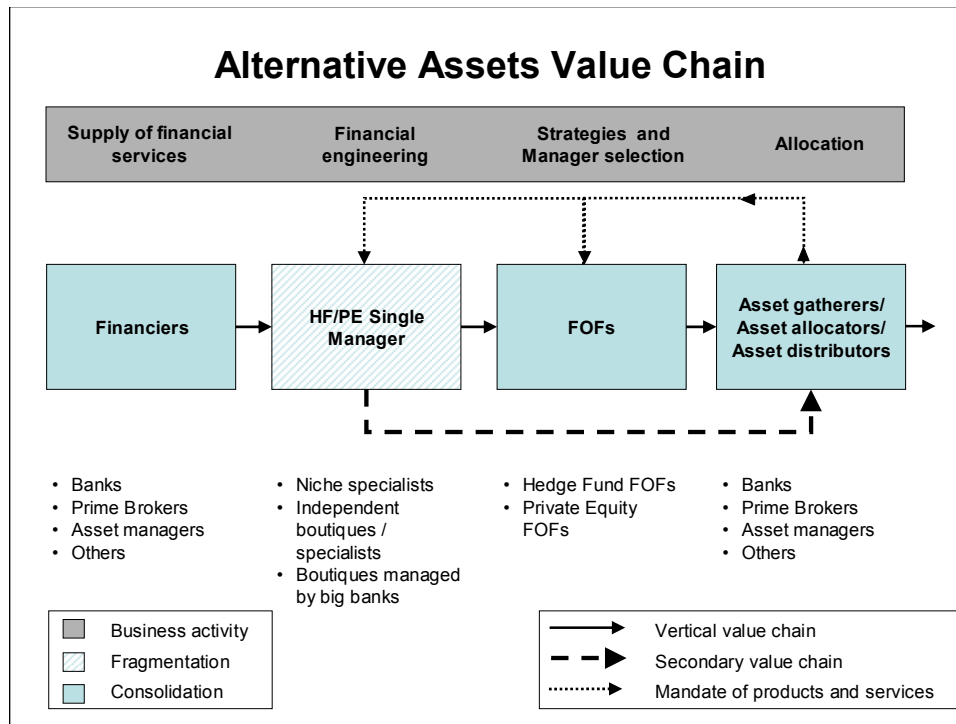 Alternative Assets Value Chain
Supply of financial
services
Financial
engineering
Strategies and
Manager selection
Allocation
Financiers
HF/PE Single
Manager
FOFs
Asset gatherers/
Asset allocators/
Asset distributors
• Banks
• Prime Brokers
• Asset managers
• Others
• Niche specialists
• Independent
boutiques /
specialists
• Boutiques managed
by big banks
• Hedge Fund FOFs
• Private Equity
FOFs
• Banks
• Prime Brokers
• Asset managers
• Others
Business activity
Fragmentation
Consolidation
Vertical value chain
Secondary value chain
Mandate of products and services